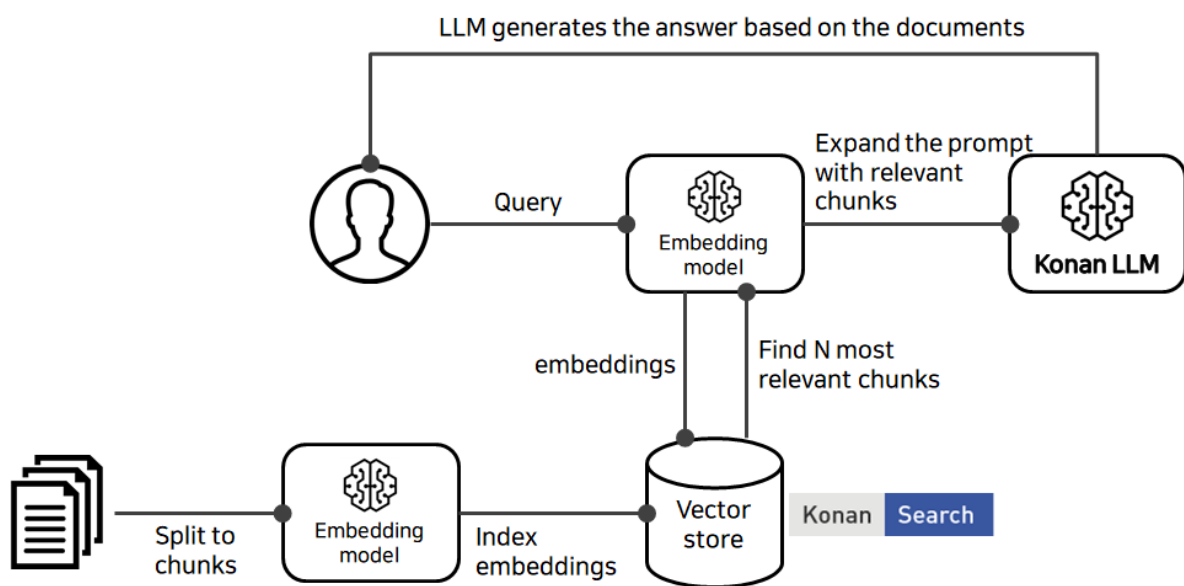 LLM generates the answer based on the documents
Query
Embedding
model
Expand the prompt
with relevant
chunks
Konan LLM
embeddings
Find N most
relevant chunks
Split to
chunks
Embedding
model
Index
embeddings
Vector
store
Konan Search